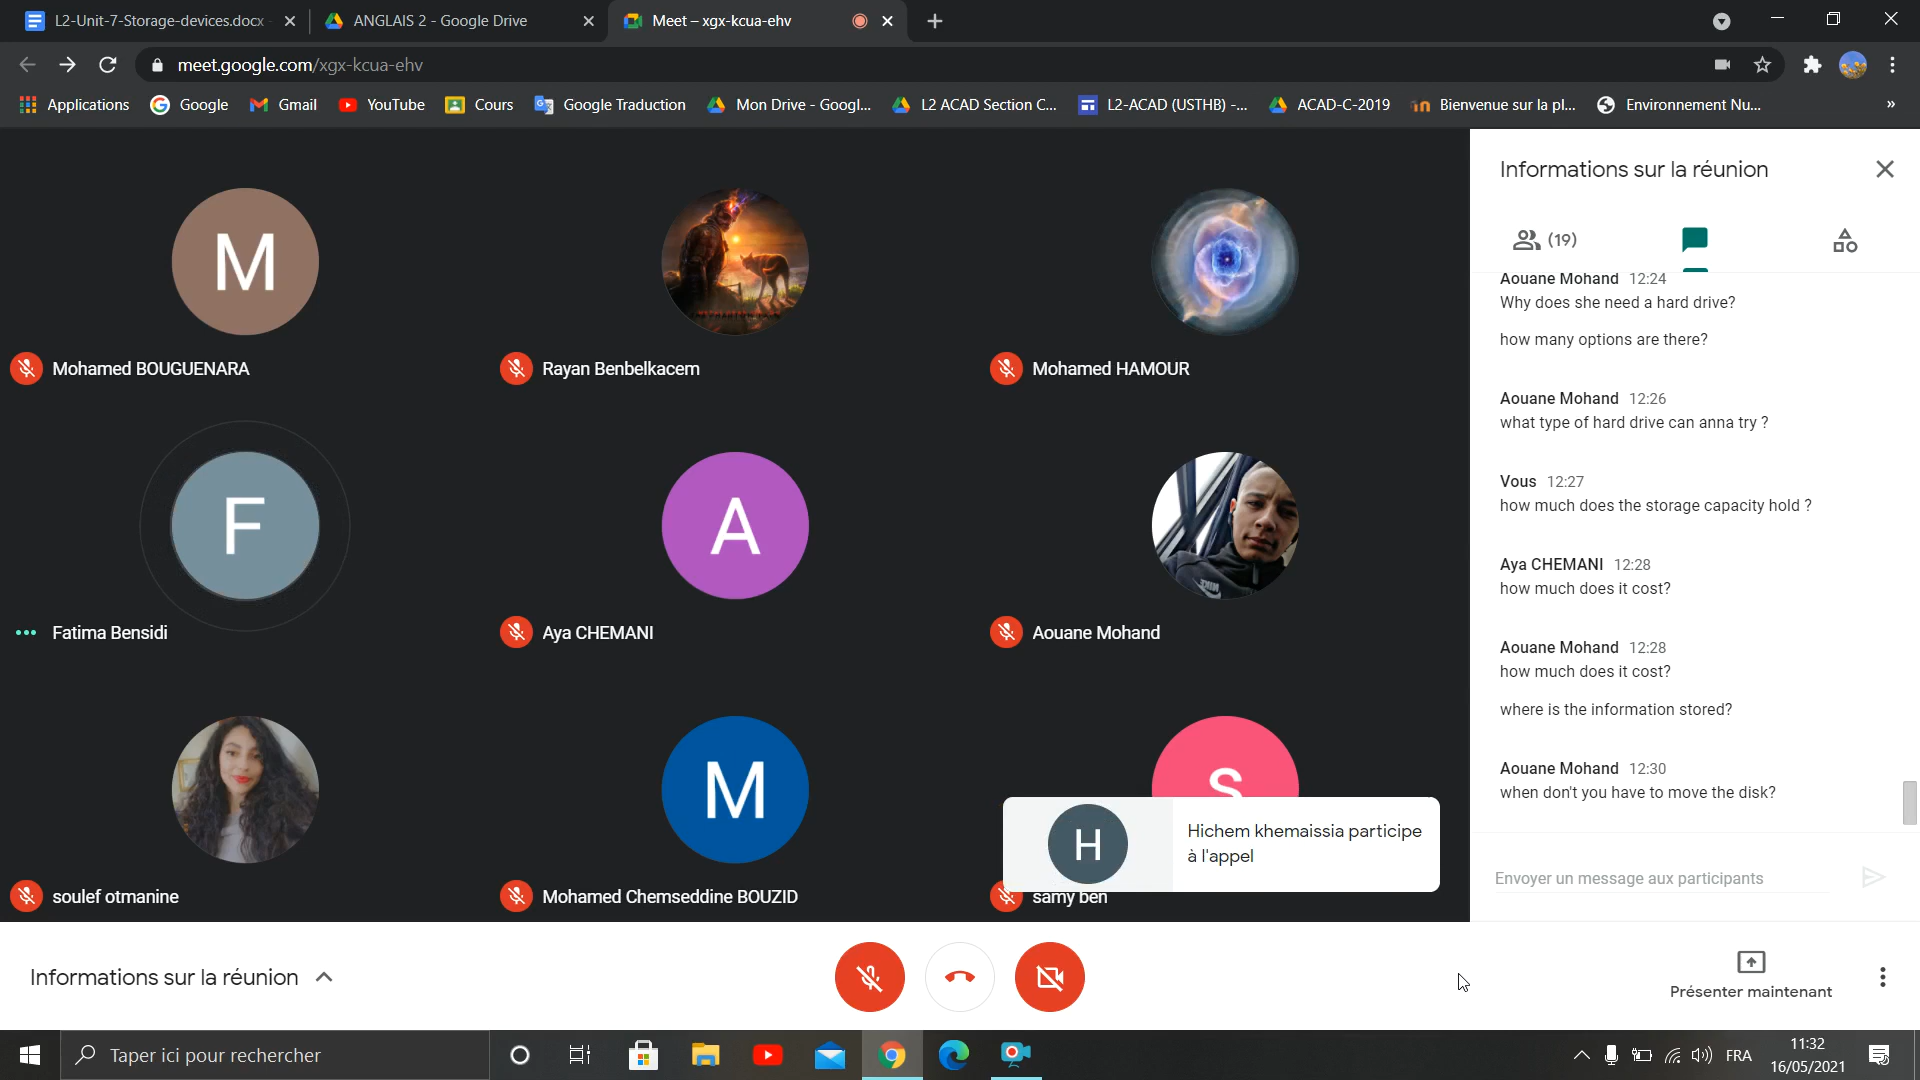 L2-Unit-7-Storage-devices.docx
ANGLAIS 2 - Google Drive
Meet – xgx-kcua-ehv
meet.google.com/xgx-kcua-ehv
Applications
Google
Gmail
YouTube
Cours
Google Traduction
Mon Drive - Googl...
L2 ACAD Section C...
L2-ACAD (USTHB) -...
ACAD-C-2019
Bienvenue sur la pl...
Environnement Nu...
»
M
Mohamed BOUGUENARA
Rayan Benbelkacem
Mohamed HAMOUR
F
Fatima Bensidi
A
Aya CHEMANI
Aouane Mohand
soulef otmanine
M
Mohamed Chemseddine BOUZID
S
samy ben
H
Hichem khemaissia participe
à l'appel
Informations sur la réunion
(19)
Aouane Mohand 12:24
Why does she need a hard drive?
how many options are there?
Aouane Mohand 12:26
what type of hard drive can anna try ?
Vous 12:27
how much does the storage capacity hold ?
Aya CHEMANI 12:28
how much does it cost?
Aouane Mohand 12:28
how much does it cost?
where is the information stored?
Aouane Mohand 12:30
when don't you have to move the disk?
Envoyer un message aux participants
Informations sur la réunion
Présenter maintenant
Taper ici pour rechercher
FRA
11:32
16/05/2021